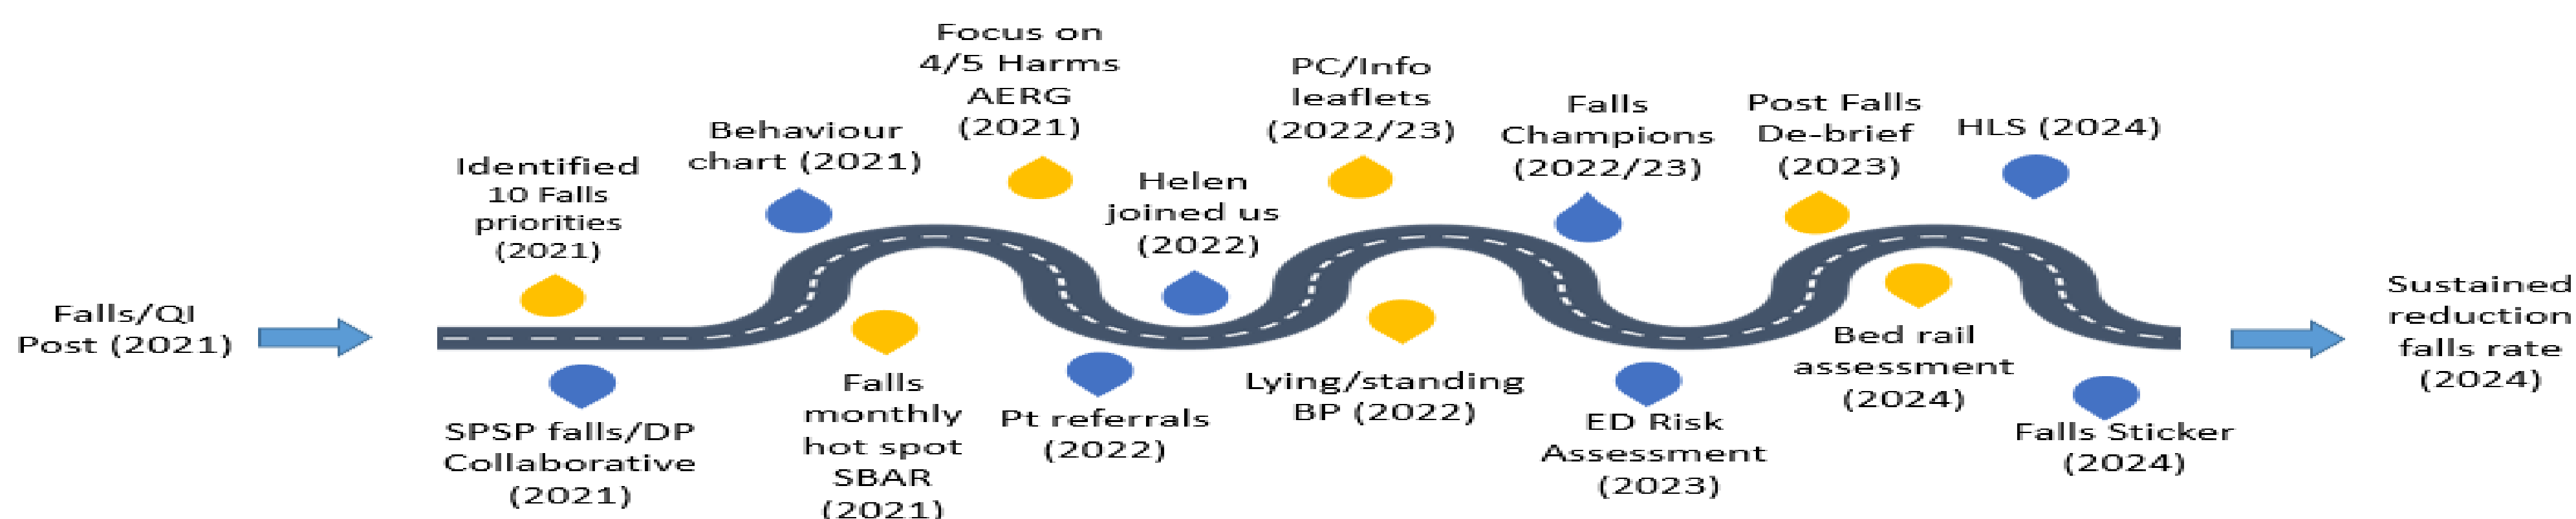 Falls/QI
Post (2021)
Identified
10 Falls
priorities
(2021)
SPSP falls/DP
Collaborative
(2021)
Behaviour
chart (2021)
Falls
monthly
hot spot
SBAR
(2021)
Focus on
4/5 Harms
AERG
(2021)
Pt referrals
(2022)
Helen
joined us
(2022)
PC/Info
leaflets
(2022/23)
Lying/standing
BP (2022)
Falls
Champions
(2022/23)
ED Risk
Assessment
(2023)
Post Falls
De-brief
(2023)
Bed rail
assessment
(2024)
HLS (2024)
Falls Sticker
(2024)
Sustained
reduction
falls rate
(2024)